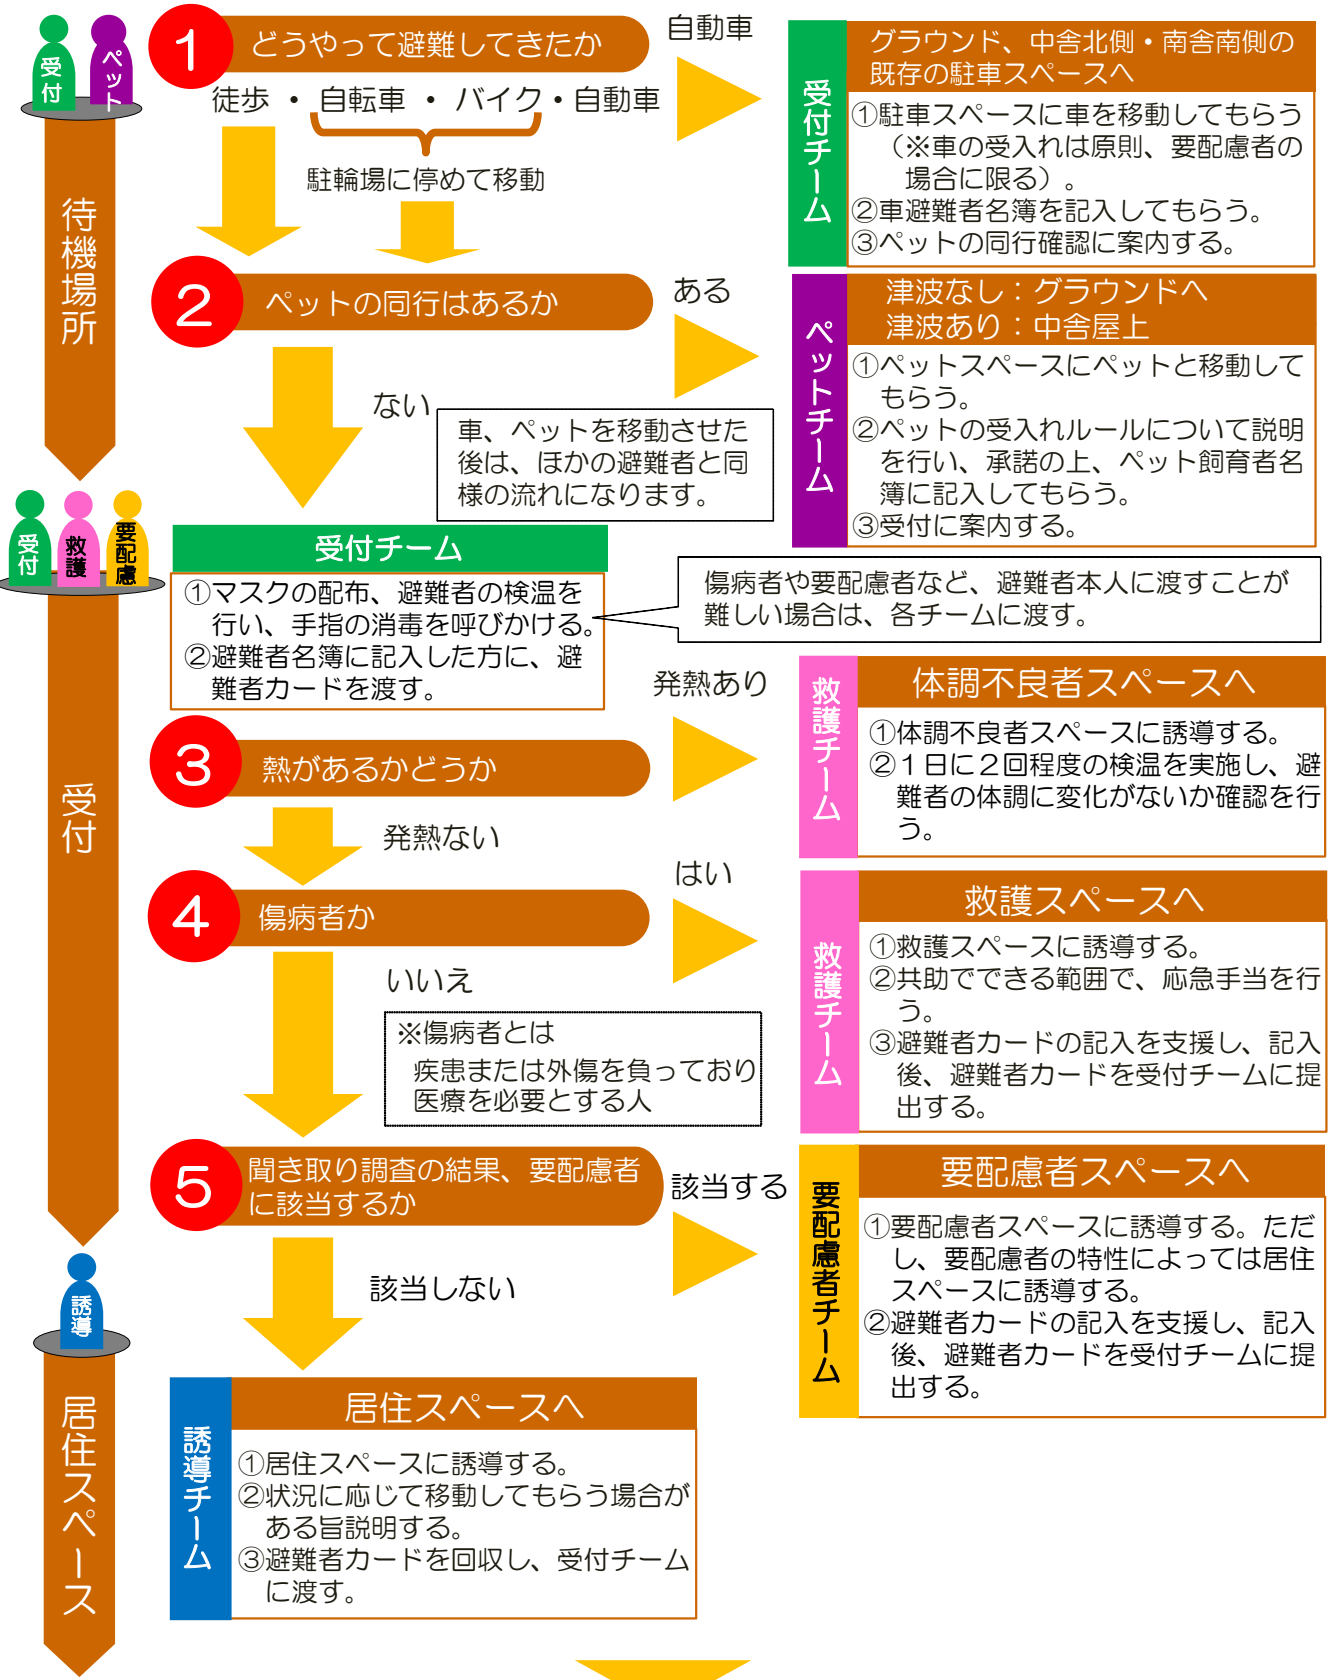 受付
ペット
1
どうやって避難してきたか
自動車
徒歩 ・ 自転車 ・ バイク・自動車
駐輪場に停めて移動
受付チーム
グラウンド、中舎北側・南舎南側の
既存の駐車スペースへ
①駐車スペースに車を移動してもらう
（※車の受入れは原則、要配慮者の
場合に限る）。
②車避難者名簿を記入してもらう。
③ペットの同行確認に案内する。
待機場所
2
ペットの同行はあるか
ある
ない
車、ペットを移動させた
後は、ほかの避難者と同
様の流れになります。
ペットチーム
津波なし：グラウンドへ
津波あり：中舎屋上
①ペットスペースにペットと移動して
もらう。
②ペットの受入れルールについて説明
を行い、承諾の上、ペット飼育者名
簿に記入してもらう。
③受付に案内する。
受付
救護
要配慮
受付チーム
①マスクの配布、避難者の検温を
行い、手指の消毒を呼びかける。
②避難者名簿に記入した方に、避
難者カードを渡す。
傷病者や要配慮者など、避難者本人に渡すことが
難しい場合は、各チームに渡す。
受付
3
熱があるかどうか
発熱あり
発熱ない
救護チーム
体調不良者スペースへ
①体調不良者スペースに誘導する。
②１日に２回程度の検温を実施し、避
難者の体調に変化がないか確認を行
う。
4
傷病者か
はい
いいえ
※傷病者とは
疾患または外傷を負っており
医療を必要とする人
救護チーム
救護スペースへ
①救護スペースに誘導する。
②共助でできる範囲で、応急手当を行
う。
③避難者カードの記入を支援し、記入
後、避難者カードを受付チームに提
出する。
5
聞き取り調査の結果、要配慮者
に該当するか
該当する
該当しない
要配慮者チーム
要配慮者スペースへ
①要配慮者スペースに誘導する。ただ
し、要配慮者の特性によっては居住
スペースに誘導する。
②避難者カードの記入を支援し、記入
後、避難者カードを受付チームに提
出する。
誘導
居住スペース
誘導チーム
居住スペースへ
①居住スペースに誘導する。
②状況に応じて移動してもらう場合が
ある旨説明する。
③避難者カードを回収し、受付チーム
に渡す。